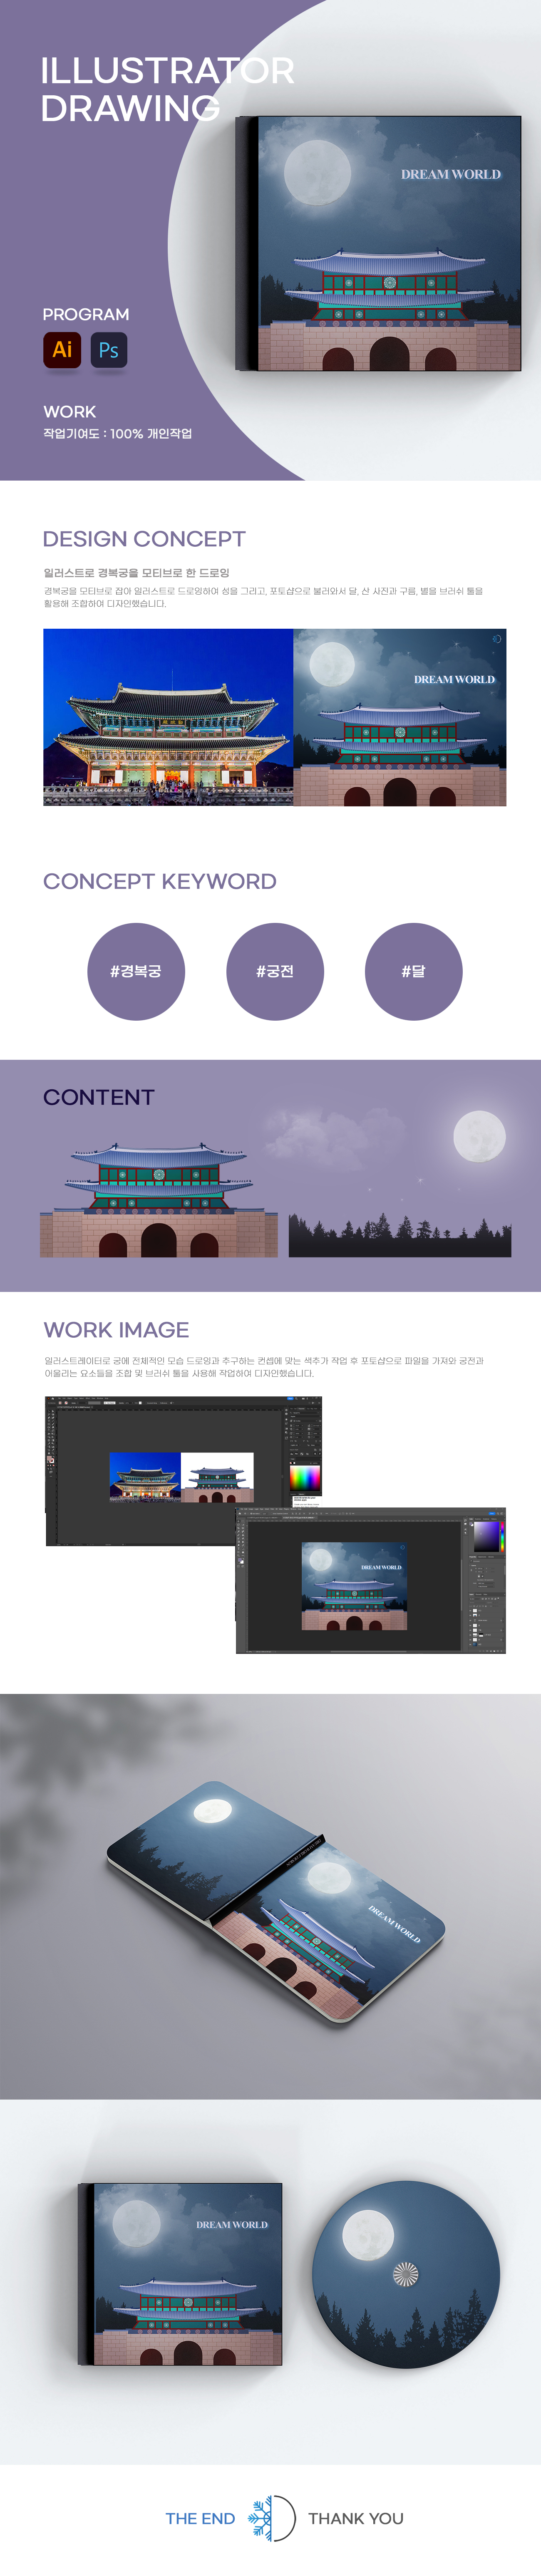 ILLUSTRATOR
DRAWING
DREAM WORLD
PROGRAM
Ai
Ps
WORK
작업기여도 : 100% 개인작업
DESIGN CONCEPT
일러스트로 경복궁을 모티브로 한 드로잉
경복궁을 모티브로 잡아 일러스트로 드로잉하여 성을 그리고, 포토샵으로 불러와서 달, 산 사진과 구름, 별을 브러쉬 툴을
활용해 조합하여 디자인했습니다.
DREAM WORLD
CONCEPT KEYWORD
#경복궁
#궁전
#달
CONTENT
WORK IMAGE
일러스트레이터로 궁에 전체적인 모습 드로잉과 추구하는 컨셉에 맞는 색추가 작업 후 포토샵으로 파일을 가져와 궁전과
어울리는 요소들을 조합 및 브러쉬 툴을 사용해 작업하여 디자인했습니다.
DREAM WORLD
DREAM WORLD
DREAM WORLD
THE END
THANK YOU